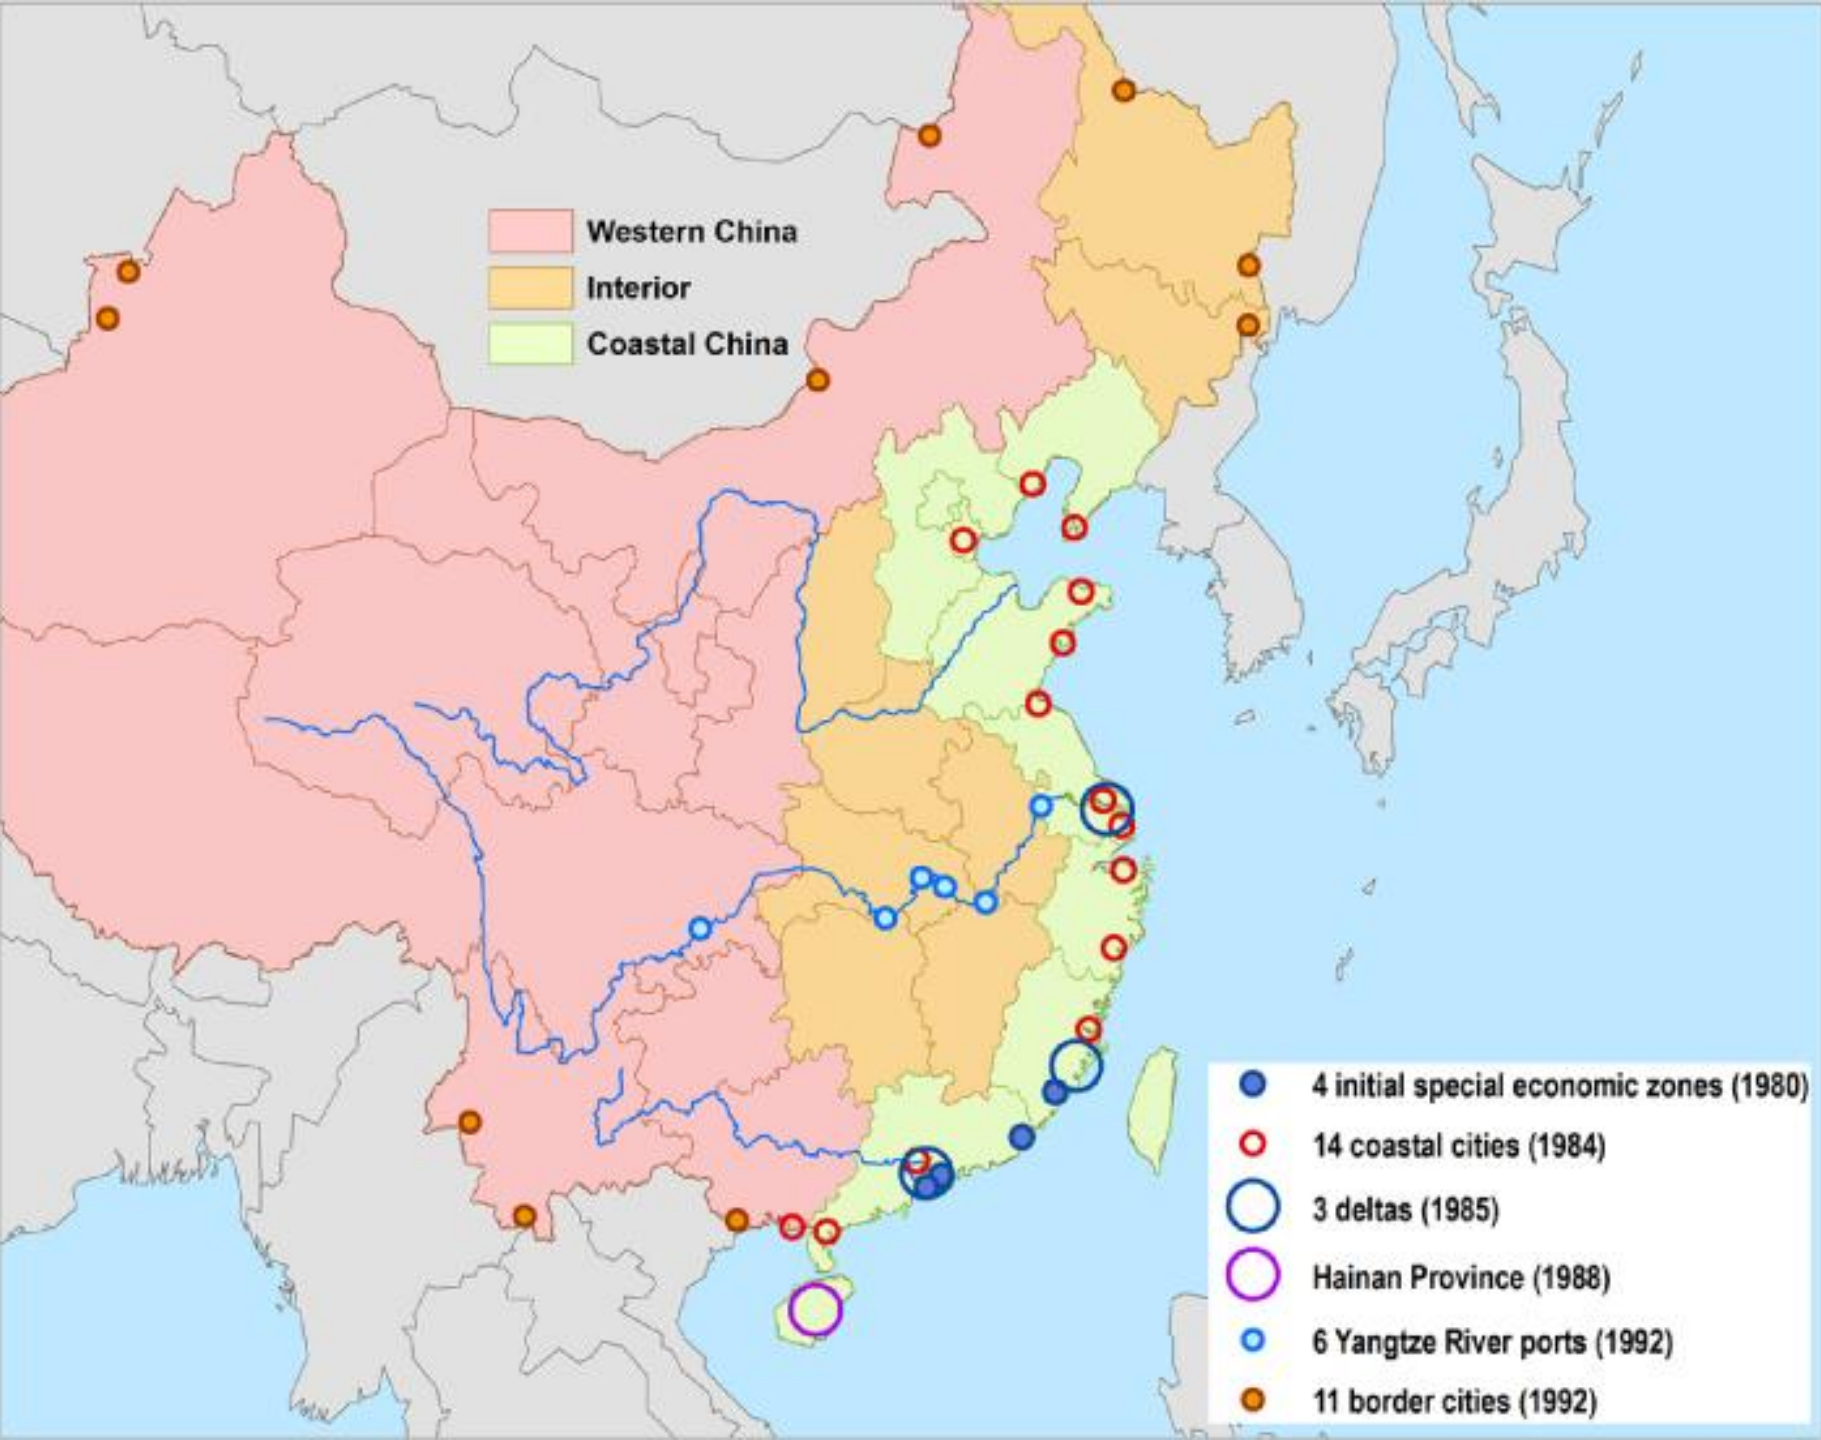 Western China
Interior
Coastal China
4 initial special economic zones (1980)
14 coastal cities (1984)
3 deltas (1985)
Hainan Province (1988)
6 Yangtze River ports (1992)
11 border cities (1992)